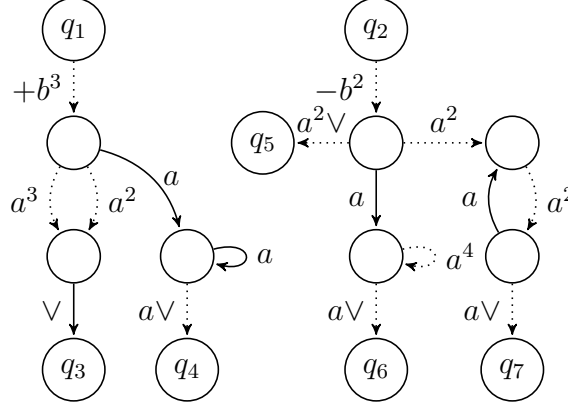 q₁ q₂
+b³ −b²
q₅ a²∨ a²
a
a³ a² a a a²
a a⁴
∨ a∨ a∨ a∨
q₃ q₄ q₆ q₇